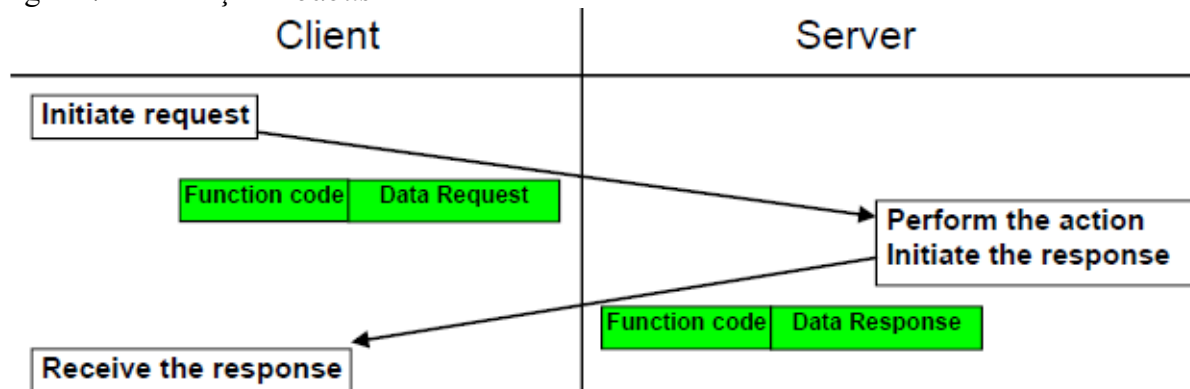 Client
Server
Initiate request
Function code Data Request
Perform the action
Initiate the response
Function code Data Response
Receive the response